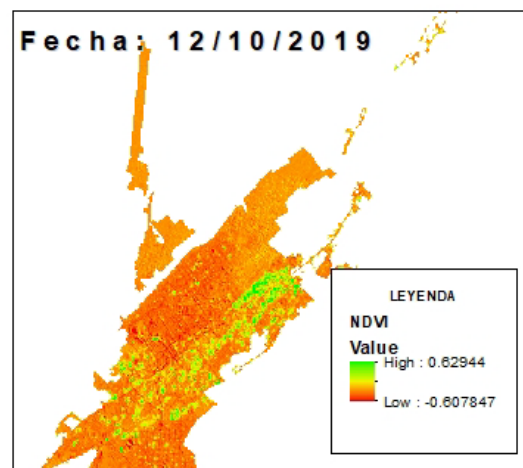 Fecha: 12/10/2019
LEYENDA
NDVI
Value
High : 0.62944
Low : -0.607847